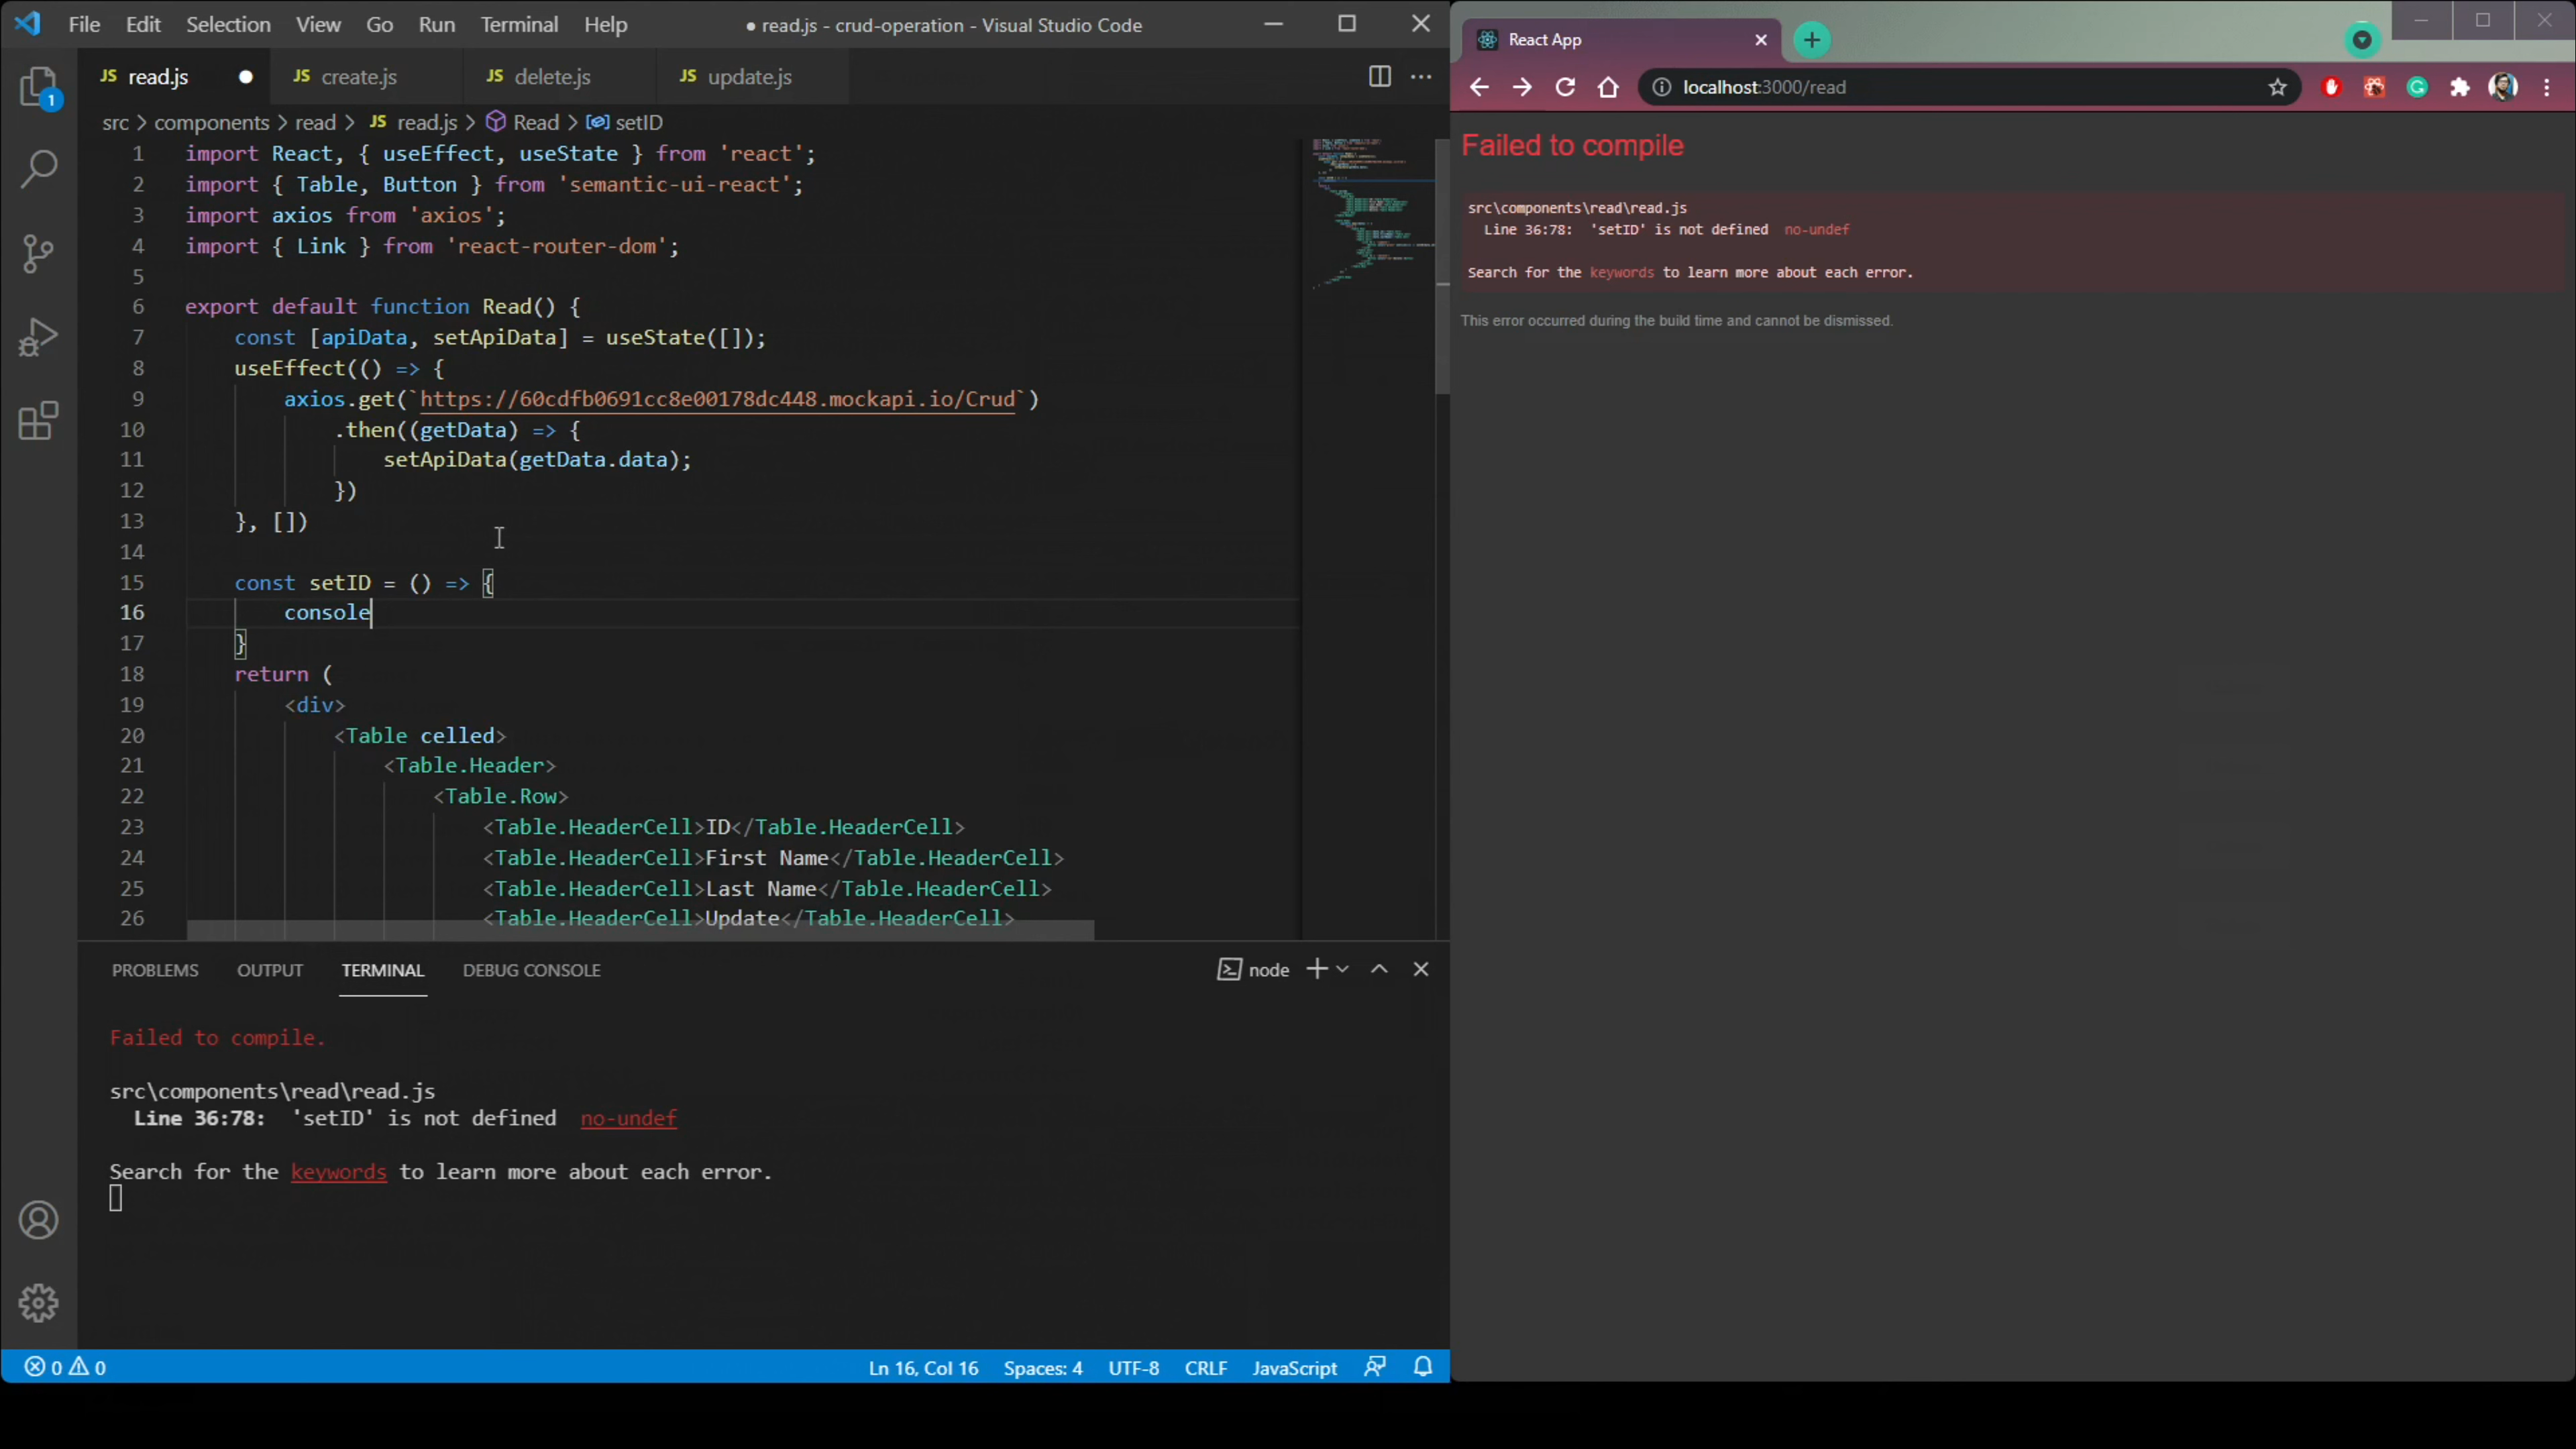 File Edit Selection View Go Run Terminal Help ● read.js - crud-operation - Visual Studio Code
JS read.js ● JS create.js JS delete.js JS update.js
src > components > read > JS read.js > Read > setID
1 import React, { useEffect, useState } from 'react';
2 import { Table, Button } from 'semantic-ui-react';
3 import axios from 'axios';
4 import { Link } from 'react-router-dom';
5
6 export default function Read() {
7 const [apiData, setApiData] = useState([]);
8 useEffect(() => {
9 axios.get(`https://60cdfb0691cc8e00178dc448.mockapi.io/Crud`)
10 .then((getData) => {
11 setApiData(getData.data);
12 })
13 }, [])
14
15 const setID = () => {
16 console
17 }
18 return (
19 <div>
20 <Table celled>
21 <Table.Header>
22 <Table.Row>
23 <Table.HeaderCell>ID</Table.HeaderCell>
24 <Table.HeaderCell>First Name</Table.HeaderCell>
25 <Table.HeaderCell>Last Name</Table.HeaderCell>
26 <Table.HeaderCell>Update</Table.HeaderCell>
1
PROBLEMS OUTPUT TERMINAL DEBUG CONSOLE node
Failed to compile.
src\components\read\read.js
Line 36:78: 'setID' is not defined no-undef
Search for the keywords to learn more about each error.
0 0 Ln 16, Col 16 Spaces: 4 UTF-8 CRLF JavaScript
React App
localhost:3000/read
Failed to compile
src\components\read\read.js
Line 36:78: 'setID' is not defined no-undef
Search for the keywords to learn more about each error.
This error occurred during the build time and cannot be dismissed.